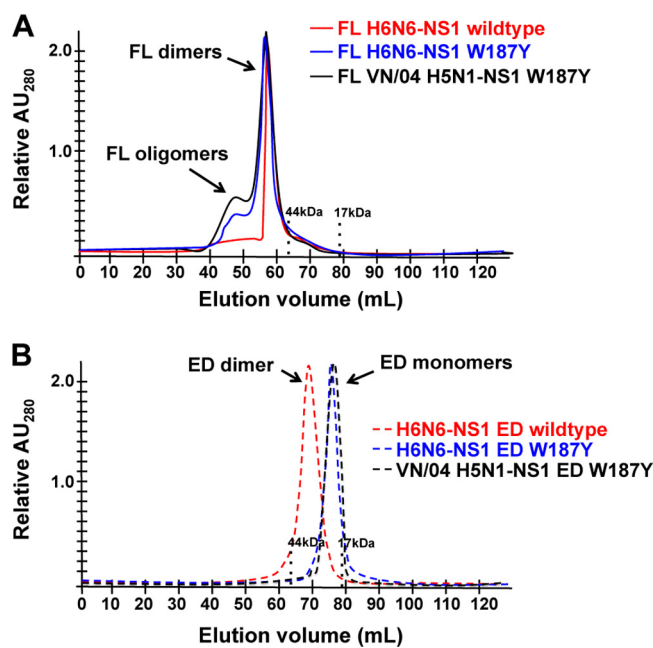 A
FL H6N6-NS1 wildtype
FL H6N6-NS1 W187Y
FL VN/04 H5N1-NS1 W187Y
FL dimers
FL oligomers
Relative AU280
2.0
1.0
44kDa 17kDa
0 10 20 30 40 50 60 70 80 90 100 110 120
Elution volume (mL)
B
ED dimer
ED monomers
H6N6-NS1 ED wildtype
H6N6-NS1 ED W187Y
VN/04 H5N1-NS1 ED W187Y
Relative AU280
2.0
1.0
44kDa 17kDa
0 10 20 30 40 50 60 70 80 90 100 110 120
Elution volume (mL)